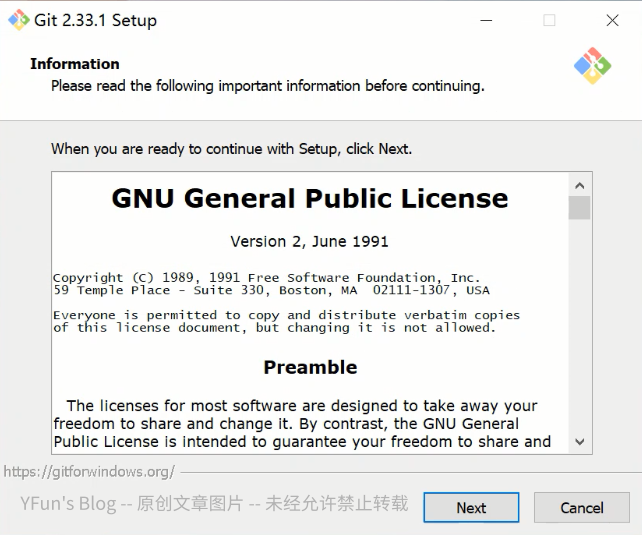 Git 2.33.1 Setup
Information
Please read the following important information before continuing.
When you are ready to continue with Setup, click Next.
GNU General Public License
Version 2, June 1991
Copyright (C) 1989, 1991 Free Software Foundation, Inc.
59 Temple Place - Suite 330, Boston, MA  02111-1307, USA
Everyone is permitted to copy and distribute verbatim copies
of this license document, but changing it is not allowed.
Preamble
The licenses for most software are designed to take away your
freedom to share and change it. By contrast, the GNU General
Public License is intended to guarantee your freedom to share and
https://gitforwindows.org/
YFun's Blog -- 原创文章图片 -- 未经允许禁止转载
Next
Cancel